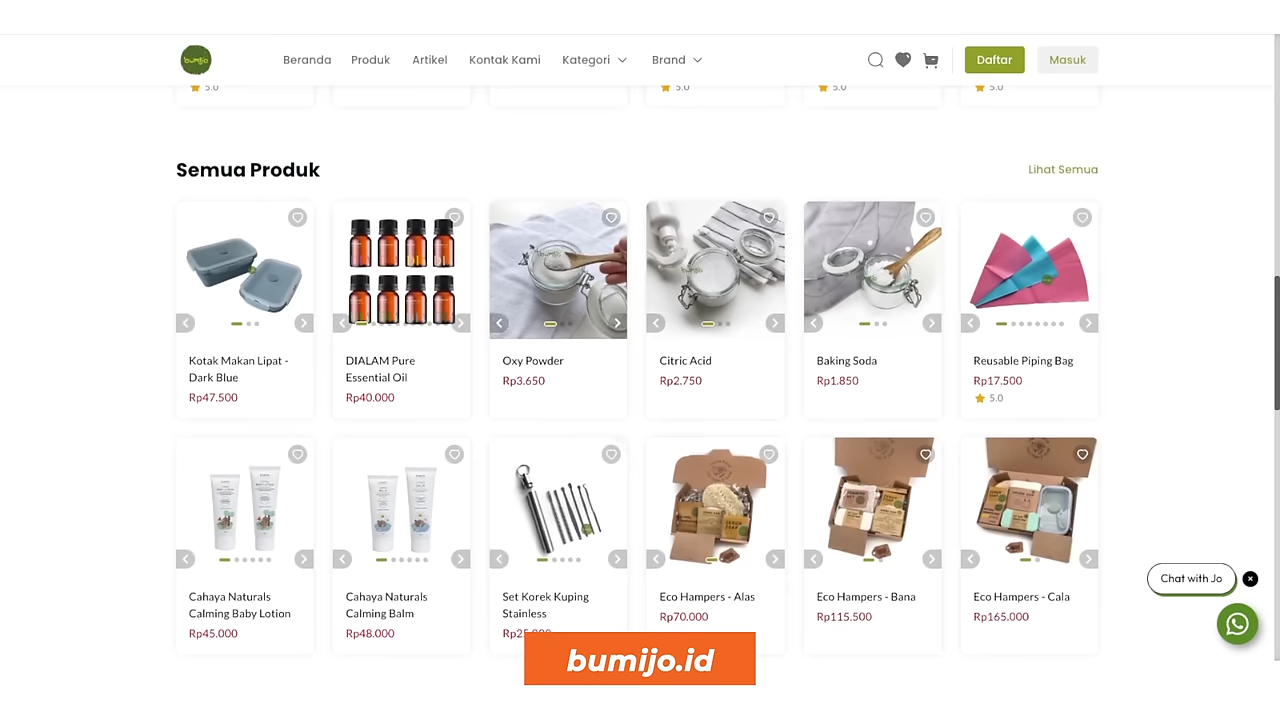 bumijo
Beranda
Produk
Artikel
Kontak Kami
Kategori
Brand
Daftar
Masuk
5.0
5.0
5.0
5.0
Semua Produk
Lihat Semua
Kotak Makan Lipat -
Dark Blue
Rp47.500
DIALAM Pure
Essential Oil
Rp40.000
Oxy Powder
Rp3.650
Citric Acid
Rp2.750
Baking Soda
Rp1.850
Reusable Piping Bag
Rp17.500
5.0
Cahaya Naturals
Calming Baby Lotion
Rp45.000
Cahaya Naturals
Calming Balm
Rp48.000
Set Korek Kuping
Stainless
Eco Hampers - Alas
Rp70.000
Eco Hampers - Bana
Rp115.500
Eco Hampers - Cala
Rp165.000
Chat with Jo
bumijo.id